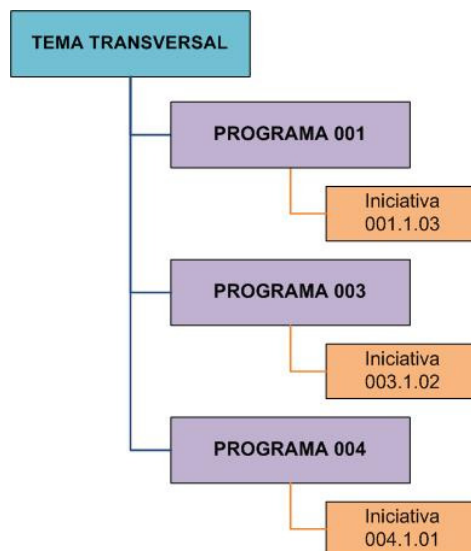 TEMA TRANSVERSAL
PROGRAMA 001
Iniciativa
001.1.03
PROGRAMA 003
Iniciativa
003.1.02
PROGRAMA 004
Iniciativa
004.1.01